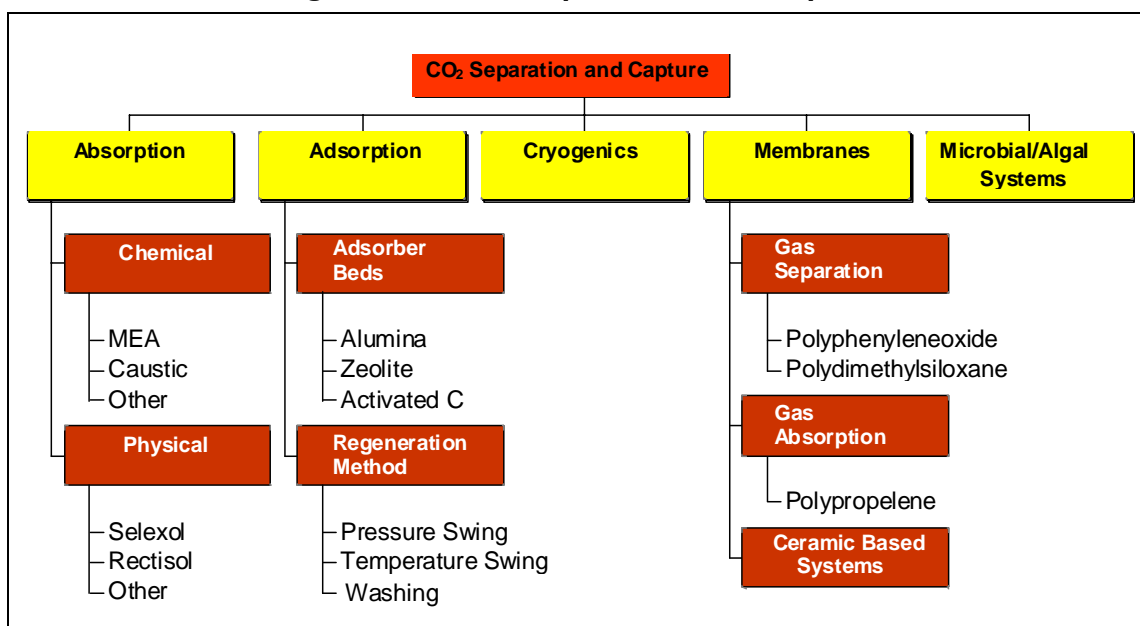 CO₂ Separation and Capture
Absorption
Adsorption
Cryogenics
Membranes
Microbial/Algal
Systems
Chemical
MEA
Caustic
Other
Physical
Selexol
Rectisol
Other
Adsorber
Beds
Alumina
Zeolite
Activated C
Regeneration
Method
Pressure Swing
Temperature Swing
Washing
Gas
Separation
Polyphenyleneoxide
Polydimethylsiloxane
Gas
Absorption
Polypropelene
Ceramic Based
Systems